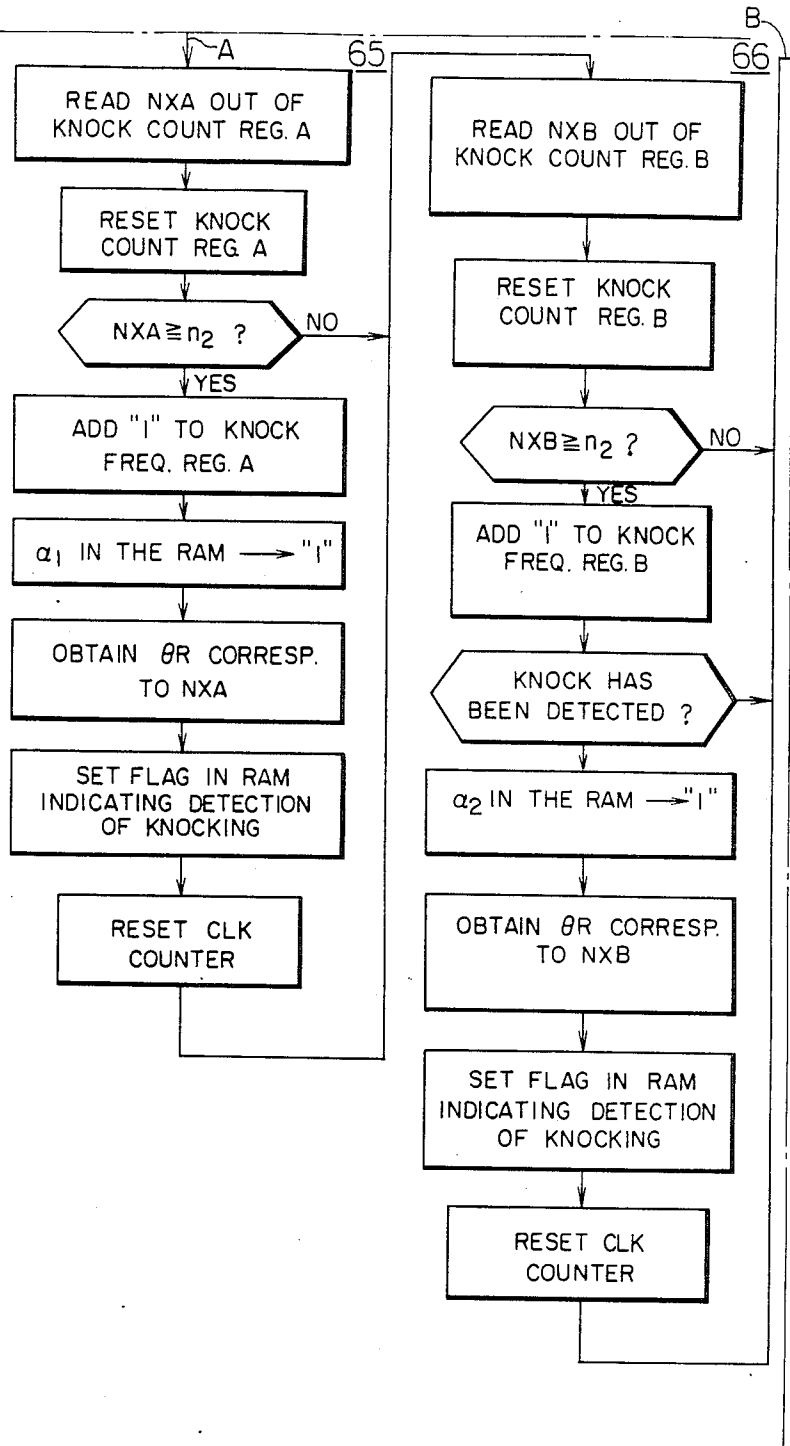 A
65
READ NXA OUT OF
KNOCK COUNT REG. A
RESET KNOCK
COUNT REG. A
NXA ≧ n₂ ?
NO
YES
ADD "1" TO KNOCK
FREQ. REG. A
α₁ IN THE RAM → "1"
OBTAIN θR CORRESP.
TO NXA
SET FLAG IN RAM
INDICATING DETECTION
OF KNOCKING
RESET CLK
COUNTER
B
66
READ NXB OUT OF
KNOCK COUNT REG. B
RESET KNOCK
COUNT REG. B
NXB ≧ n₂ ?
NO
YES
ADD "1" TO KNOCK
FREQ. REG. B
KNOCK HAS
BEEN DETECTED ?
α₂ IN THE RAM → "1"
OBTAIN θR CORRESP.
TO NXB
SET FLAG IN RAM
INDICATING DETECTION
OF KNOCKING
RESET CLK
COUNTER